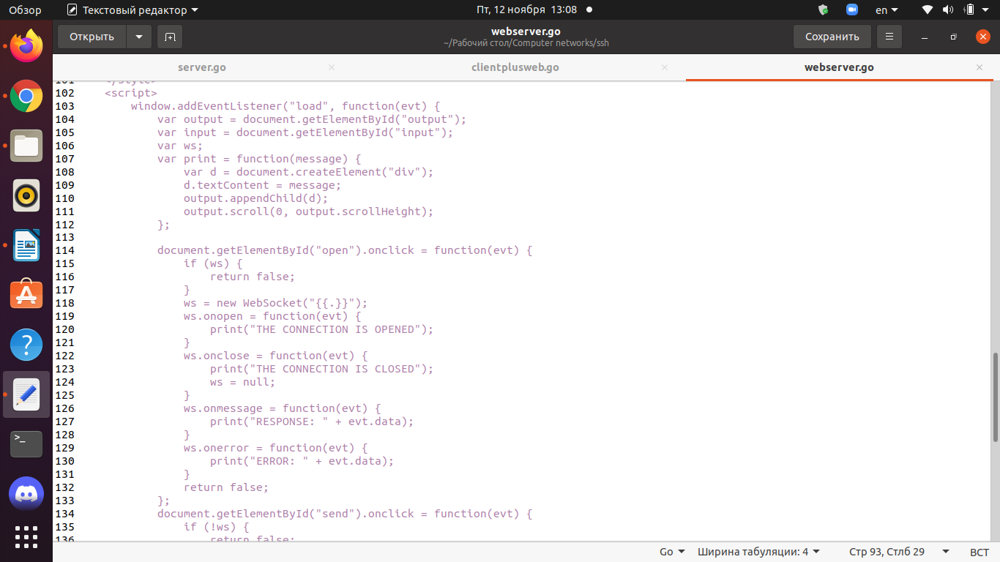 Обзор Текстовый редактор Пт, 12 ноября 13:08 en
Открыть webserver.go Сохранить
~/Рабочий стол/Computer networks/ssh
server.go clientplusweb.go webserver.go
101 </style>
102 <script>
103 window.addEventListener("load", function(evt) {
104 var output = document.getElementById("output");
105 var input = document.getElementById("input");
106 var ws;
107 var print = function(message) {
108 var d = document.createElement("div");
109 d.textContent = message;
110 output.appendChild(d);
111 output.scroll(0, output.scrollHeight);
112 };
113
114 document.getElementById("open").onclick = function(evt) {
115 if (ws) {
116 return false;
117 }
118 ws = new WebSocket("{{.}}");
119 ws.onopen = function(evt) {
120 print("THE CONNECTION IS OPENED");
121 }
122 ws.onclose = function(evt) {
123 print("THE CONNECTION IS CLOSED");
124 ws = null;
125 }
126 ws.onmessage = function(evt) {
127 print("RESPONSE: " + evt.data);
128 }
129 ws.onerror = function(evt) {
130 print("ERROR: " + evt.data);
131 }
132 return false;
133 };
134 document.getElementById("send").onclick = function(evt) {
135 if (!ws) {
136 return false;
Go Ширина табуляции: 4 Стр 93, Стлб 29 ВСТ